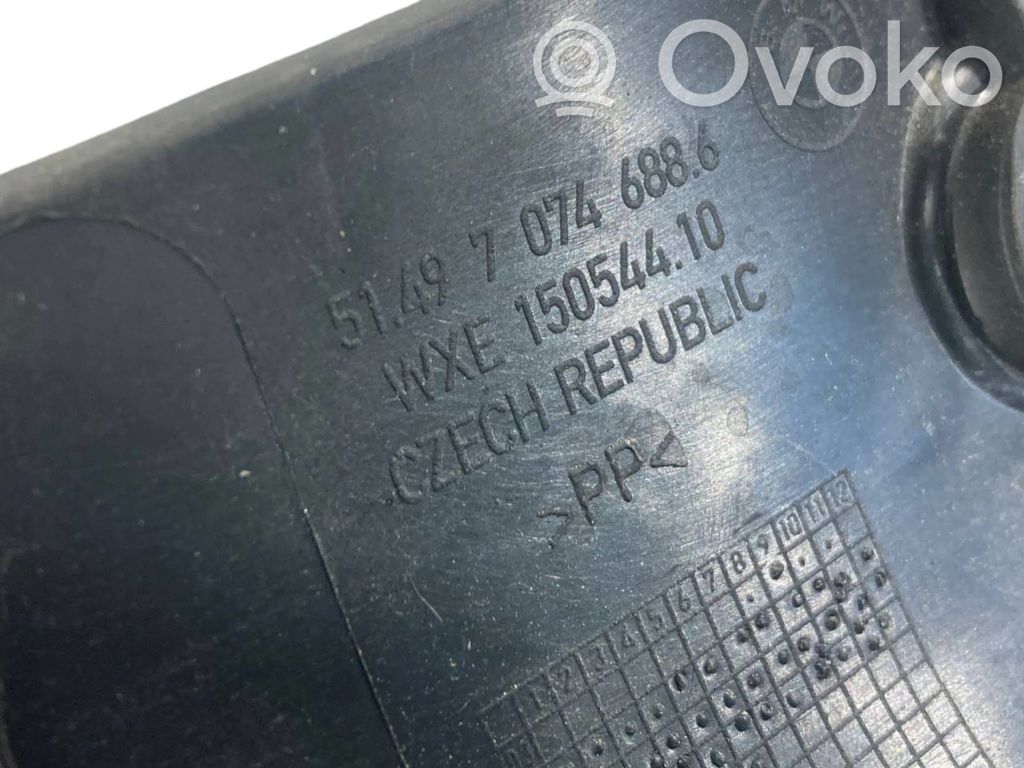 Ovoko
51.49 7 074 688.6
WXE 150544.10
CZECH REPUBLIC
>PP<
1 2 3 4 5 6 7 8 9 10 11 12